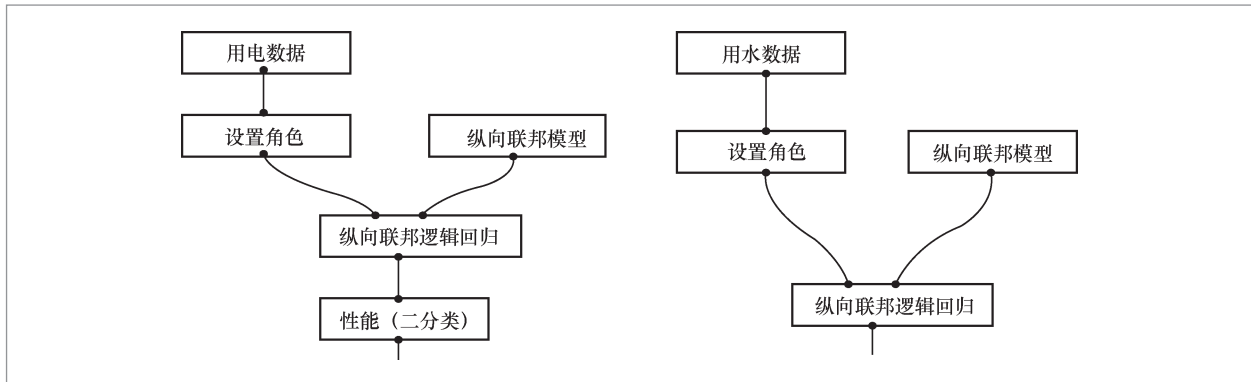 用电数据
设置角色
纵向联邦模型
纵向联邦逻辑回归
性能（二分类）
用水数据
设置角色
纵向联邦模型
纵向联邦逻辑回归